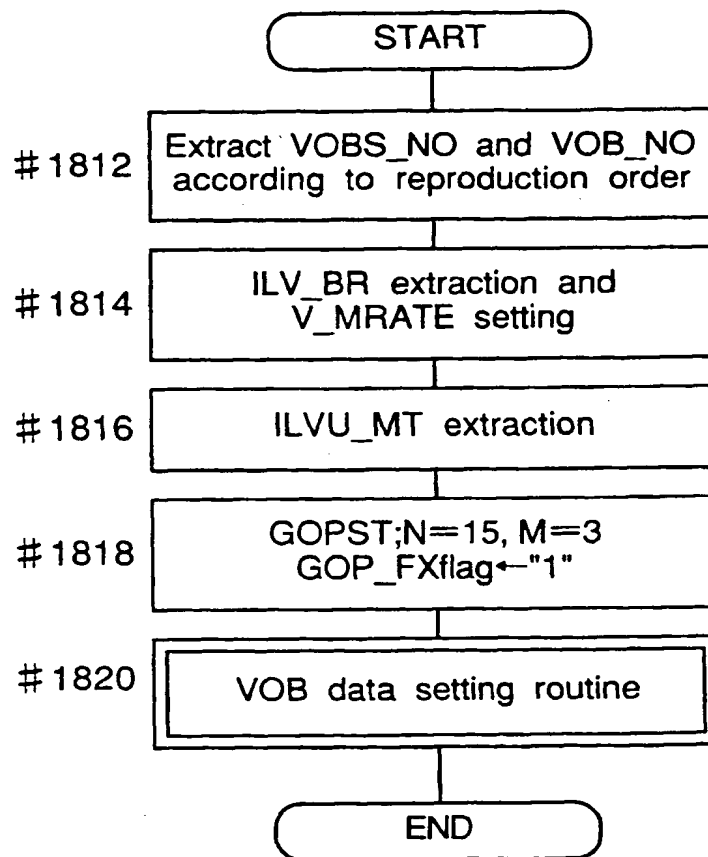 START
#1812
Extract VOBS_NO and VOB_NO
according to reproduction order
#1814
ILV_BR extraction and
V_MRATE setting
#1816
ILVU_MT extraction
#1818
GOPST;N=15, M=3
GOP_FXflag←"1"
#1820
VOB data setting routine
END